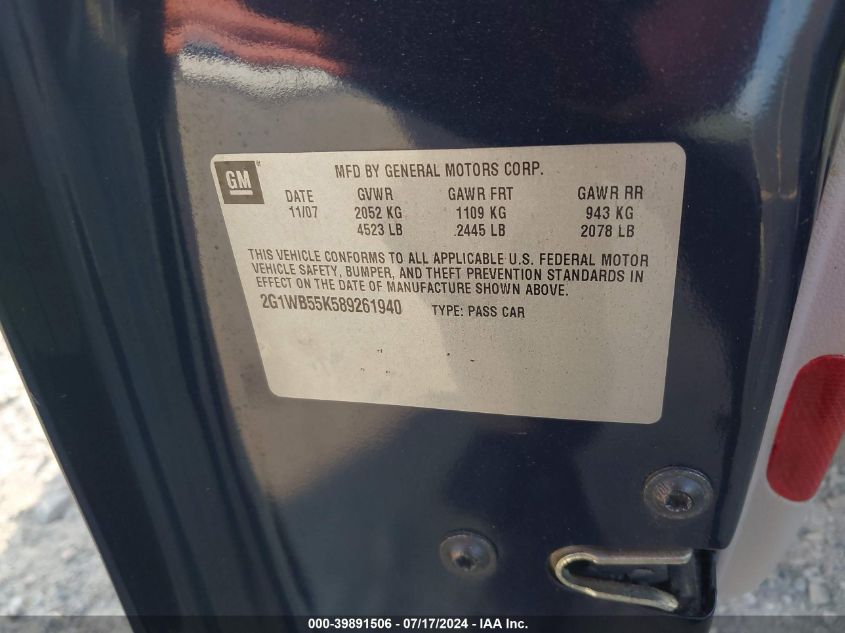 GM
MFD BY GENERAL MOTORS CORP.
DATE GVWR GAWR FRT GAWR RR
11/07 2052 KG 1109 KG 943 KG
4523 LB 2445 LB 2078 LB
THIS VEHICLE CONFORMS TO ALL APPLICABLE U.S. FEDERAL MOTOR
VEHICLE SAFETY, BUMPER, AND THEFT PREVENTION STANDARDS IN
EFFECT ON THE DATE OF MANUFACTURE SHOWN ABOVE.
2G1WB55K589261940 TYPE: PASS CAR
000-39891506 - 07/17/2024 - IAA Inc.